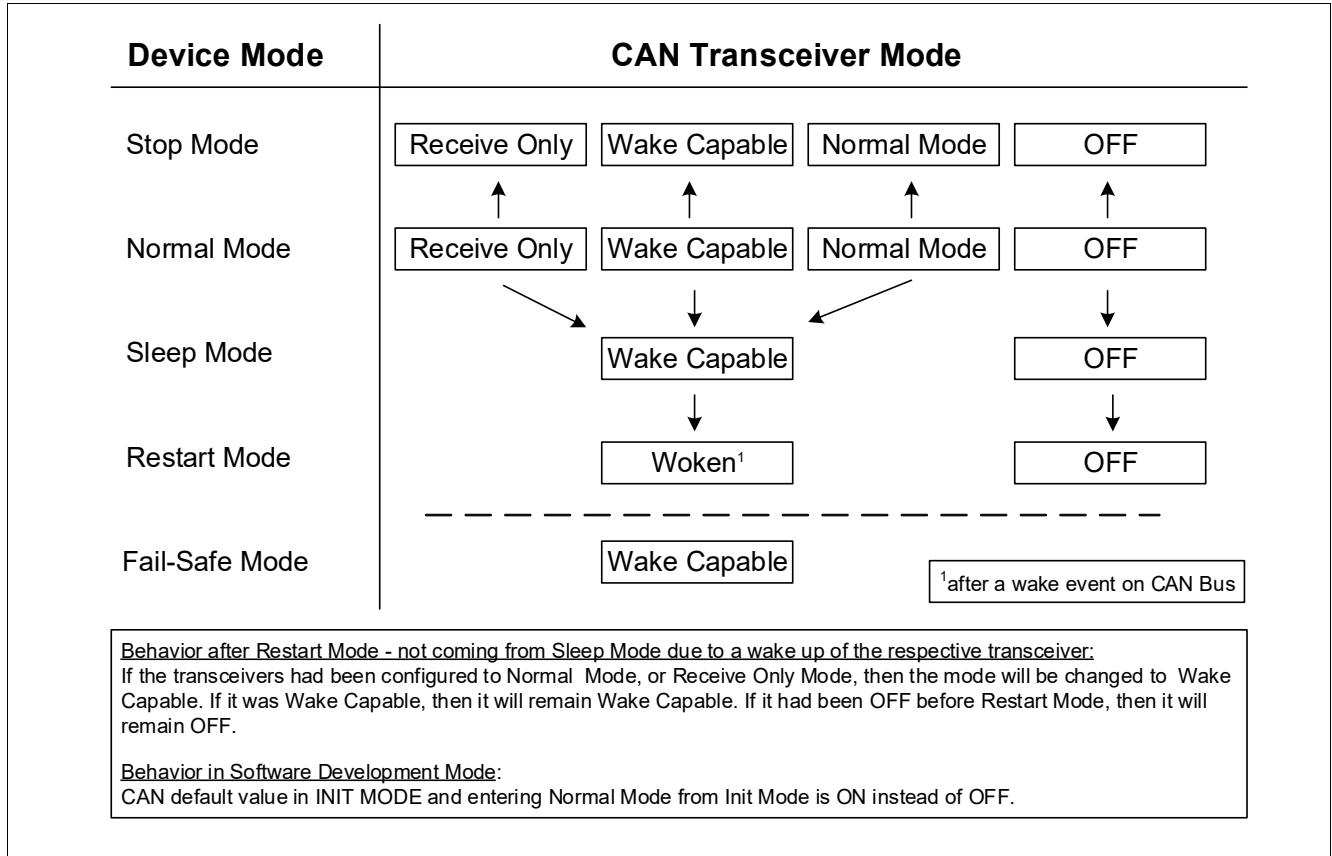 Device Mode CAN Transceiver Mode
Stop Mode Receive Only Wake Capable Normal Mode OFF
Normal Mode Receive Only Wake Capable Normal Mode OFF
Sleep Mode Wake Capable OFF
Restart Mode Woken¹ OFF
Fail-Safe Mode Wake Capable
¹after a wake event on CAN Bus
Behavior after Restart Mode - not coming from Sleep Mode due to a wake up of the respective transceiver:
If the transceivers had been configured to Normal Mode, or Receive Only Mode, then the mode will be changed to Wake
Capable. If it was Wake Capable, then it will remain Wake Capable. If it had been OFF before Restart Mode, then it will
remain OFF.
Behavior in Software Development Mode:
CAN default value in INIT MODE and entering Normal Mode from Init Mode is ON instead of OFF.